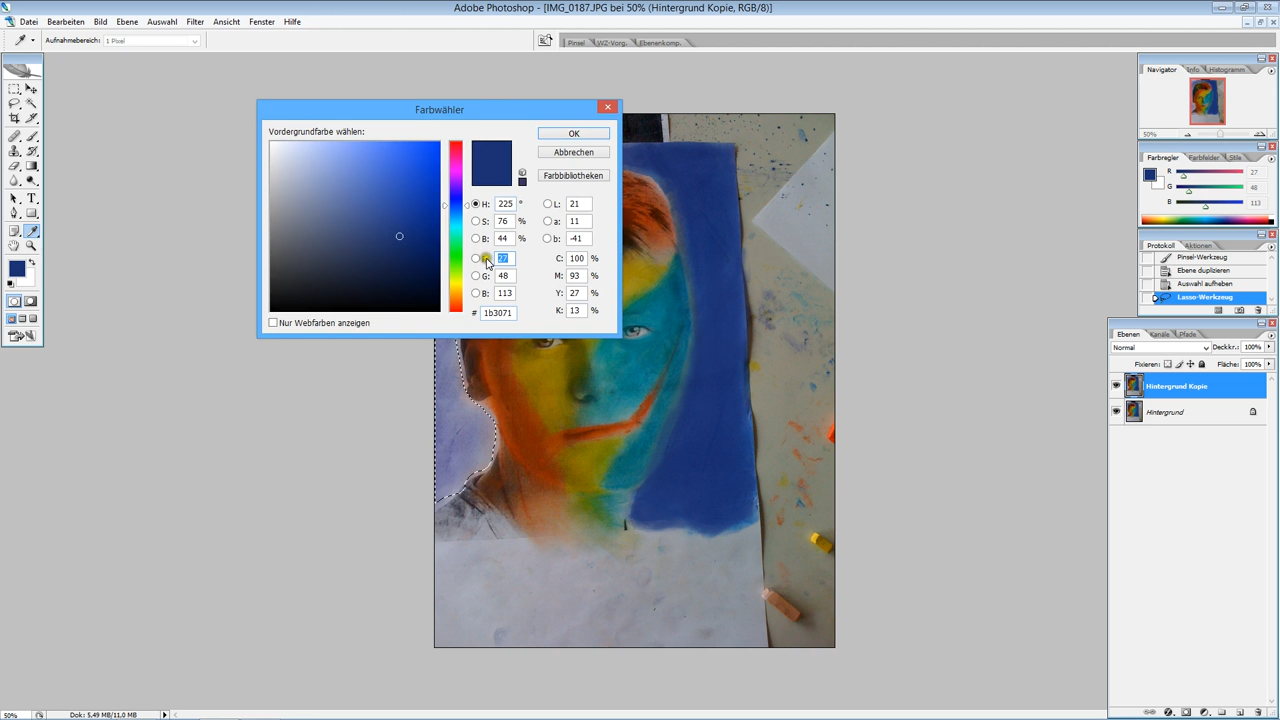 Adobe Photoshop - [IMG_0187.JPG bei 50% (Hintergrund Kopie, RGB/8)]
Datei Bearbeiten Bild Ebene Auswahl Filter Ansicht Fenster Hilfe
Aufnahmebereich: 1 Pixel
Pinsel WZ-Vorg. Ebenenkomp.
Farbwähler
Vordergrundfarbe wählen:
OK
Abbrechen
Farbbibliotheken
H: 225 °
S: 76 %
B: 44 %
27
G: 48
B: 113
L: 21
a: 11
b: -41
C: 100 %
M: 93 %
Y: 27 %
K: 13 %
# 1b3071
Nur Webfarben anzeigen
Navigator Info Histogramm
50%
Farbregler Farbfelder Stile
R 27
G 48
B 113
Protokoll Aktionen
Pinsel-Werkzeug
Ebene duplizieren
Auswahl aufheben
Lasso-Werkzeug
Ebenen Kanäle Pfade
Normal Deckkr.: 100%
Fixieren: Fläche: 100%
Hintergrund Kopie
Hintergrund
50% Dok: 5,49 MB/11,0 MB